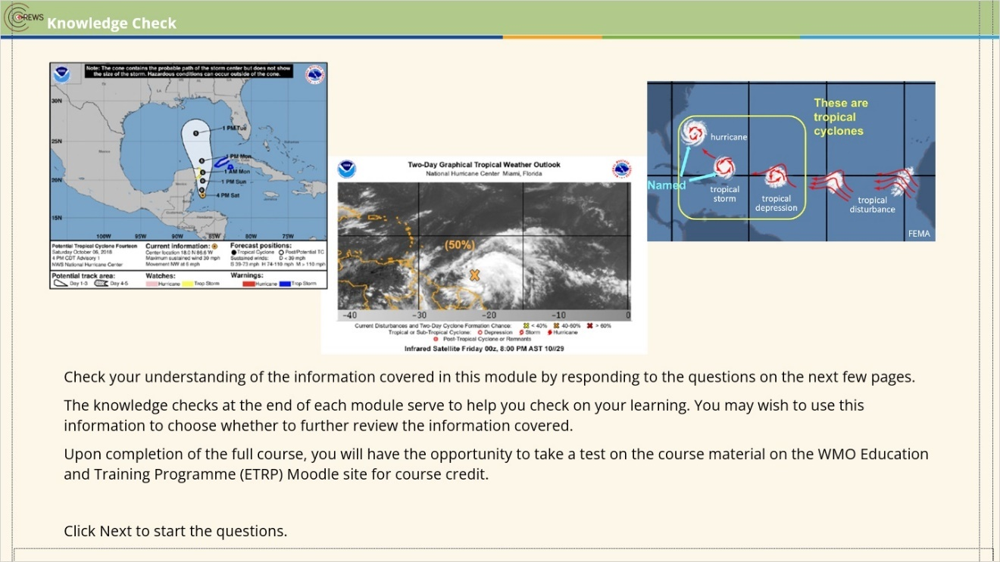 CREWS
Knowledge Check
Note: The cone contains the probable path of the storm center but does not show
the size of the storm. Hazardous conditions can occur outside of the cone.
30N
25N
20N
15N
1 PM Tue
1 PM Mon
1 AM Mon
1 PM Sun
4 PM Sat
Mexico
100W 95W 90W 85W 80W 75W
Potential Tropical Cyclone Fourteen
Saturday October 06, 2018
4 PM CDT Advisory 1
NWS National Hurricane Center
Current information:
Center location 18.0 N 86.6 W
Maximum sustained wind 30 mph
Movement NW at 6 mph
Forecast positions:
Tropical Cyclone Post/Potential TC
Sustained winds: D < 39 mph
S 39-73 mph H 74-110 mph M > 110 mph
Potential track area:
Day 1-3 Day 4-5
Watches:
Hurricane Trop Storm
Warnings:
Hurricane Trop Storm
Two-Day Graphical Tropical Weather Outlook
National Hurricane Center Miami, Florida
(50%)
-40 -30 -20 -10 0
Current Disturbances and Two-Day Cyclone Formation Chance: < 40% 40-60% > 60%
Tropical or Sub-Tropical Cyclone: Depression Storm Hurricane
Post-Tropical Cyclone or Remnants
Infrared Satellite Friday 00z, 8:00 PM AST 10//29
These are
tropical
cyclones
hurricane
Named
tropical
storm
tropical
depression
tropical
disturbance
FEMA
Check your understanding of the information covered in this module by responding to the questions on the next few pages.
The knowledge checks at the end of each module serve to help you check on your learning. You may wish to use this
information to choose whether to further review the information covered.
Upon completion of the full course, you will have the opportunity to take a test on the course material on the WMO Education
and Training Programme (ETRP) Moodle site for course credit.
Click Next to start the questions.